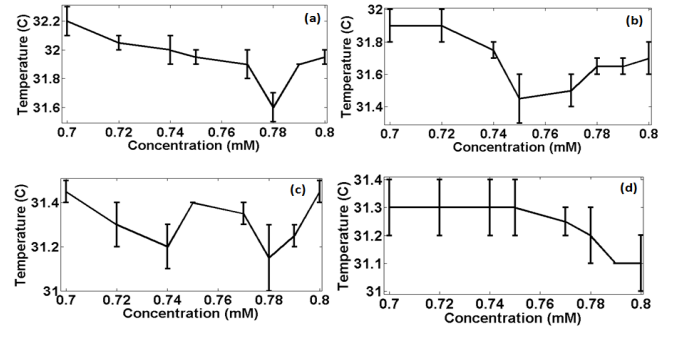 (a)
Temperature (C)
32.2
32
31.8
31.6
0.7 0.72 0.74 0.76 0.78 0.8
Concentration (mM)
(b)
Temperature (C)
32
31.8
31.6
31.4
0.7 0.72 0.74 0.76 0.78 0.8
Concentration (mM)
(c)
Temperature (C)
31.4
31.2
31
0.7 0.72 0.74 0.76 0.78 0.8
Concentration (mM)
(d)
Temperature (C)
31.4
31.3
31.2
31.1
31
0.7 0.72 0.74 0.76 0.78 0.8
Concentration (mM)